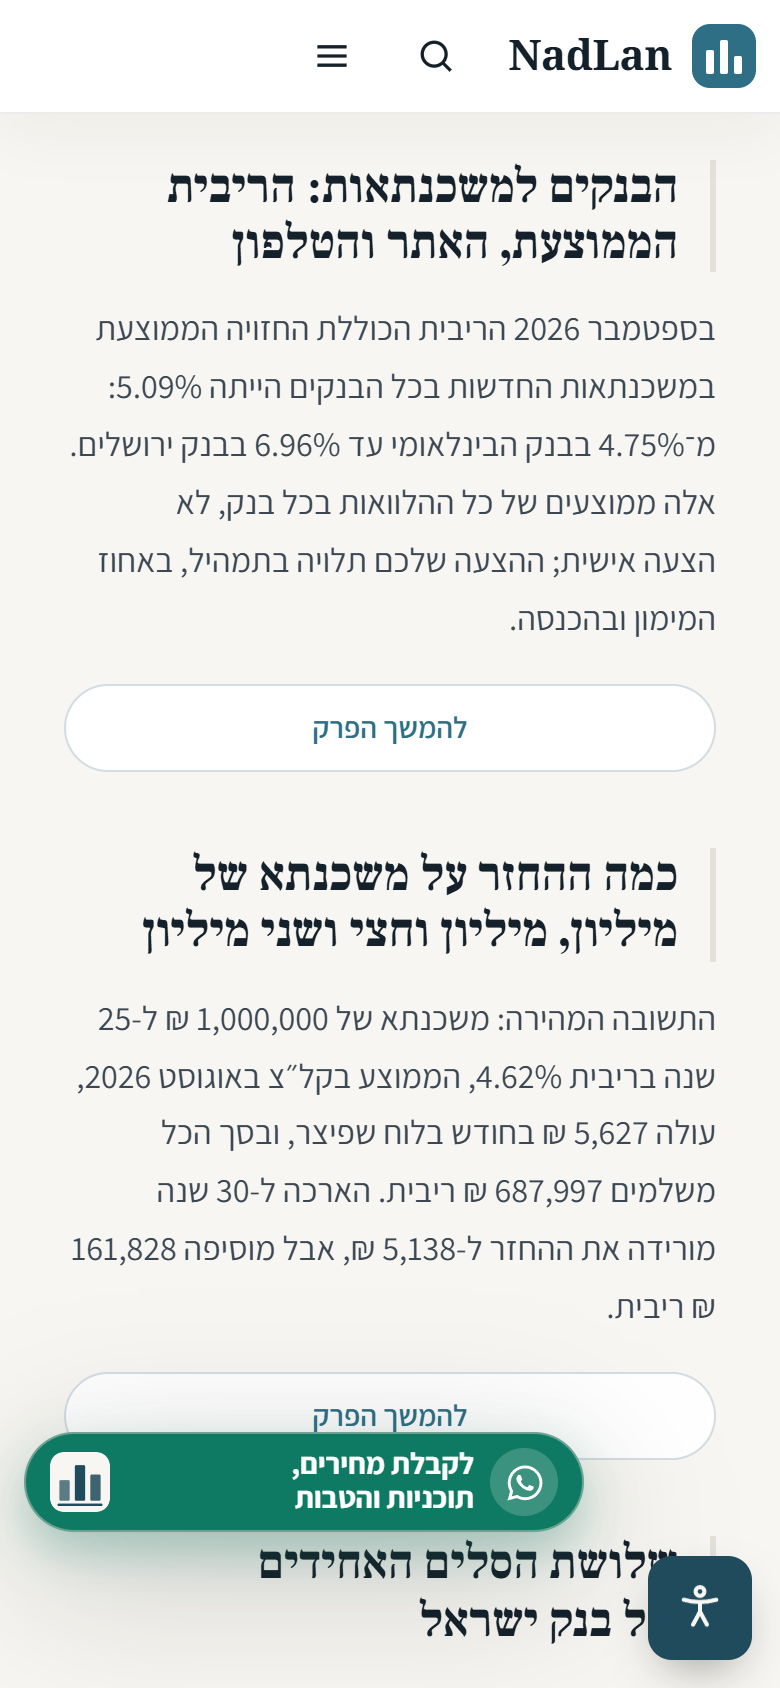 NadLan
הבנקים למשכנתאות: הריבית
הממוצעת, האתר והטלפון
בספטמבר 2026 הריבית הכוללת החזויה הממוצעת
במשכנתאות החדשות בכל הבנקים הייתה 5.09%:
מ־4.75% בבנק הבינלאומי עד 6.96% בבנק ירושלים.
אלה ממוצעים של כל ההלוואות בכל בנק, לא
הצעה אישית; ההצעה שלכם תלויה בתמהיל, באחוז
המימון ובהכנסה.
להמשך הפרק
כמה ההחזר על משכנתא של
מיליון, מיליון וחצי ושני מיליון
התשובה המהירה: משכנתא של 1,000,000 ₪ ל-25
שנה בריבית 4.62%, הממוצע בקל״צ באוגוסט 2026,
עולה 5,627 ₪ בחודש בלוח שפיצר, ובסך הכל
משלמים 687,997 ₪ ריבית. הארכה ל-30 שנה
מורידה את ההחזר ל-5,138 ₪, אבל מוסיפה 161,828
₪ ריבית.
להמשך הפרק
לקבלת מחירים,
תוכניות והטבות
שלושת הסלים האחידים
ל בנק ישראל